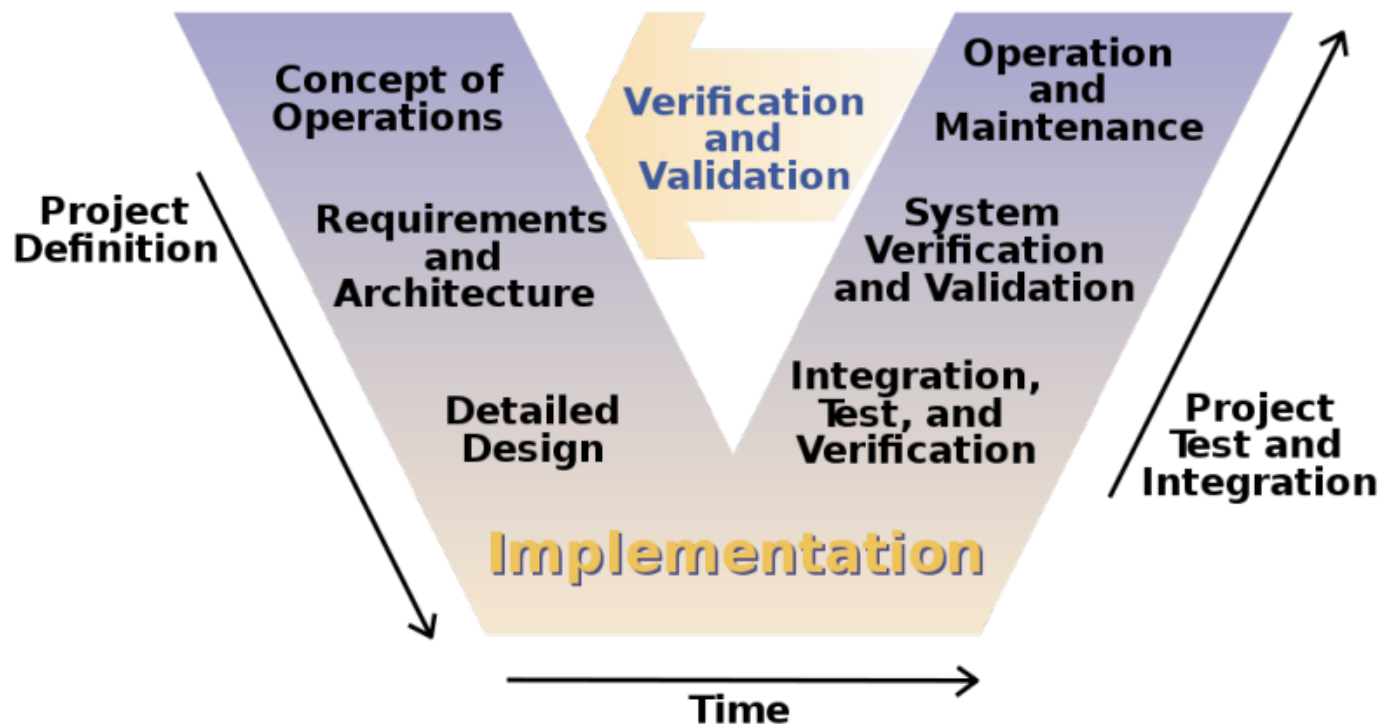 Concept of
Operations
Verification
and
Validation
Operation
and
Maintenance
Project
Definition
Requirements
and
Architecture
System
Verification
and Validation
Detailed
Design
Integration,
Test, and
Verification
Project
Test and
Integration
Implementation
Time